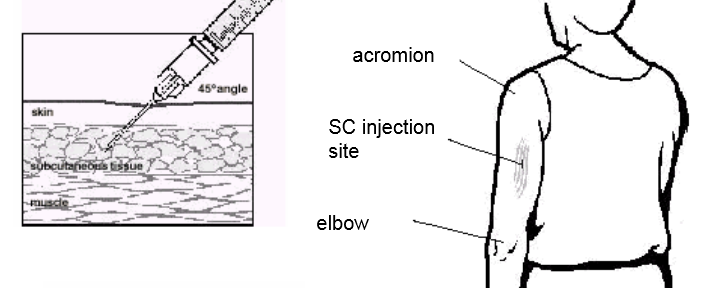 45°angle
skin
subcutaneous tissue
muscle
acromion
SC injection
site
elbow